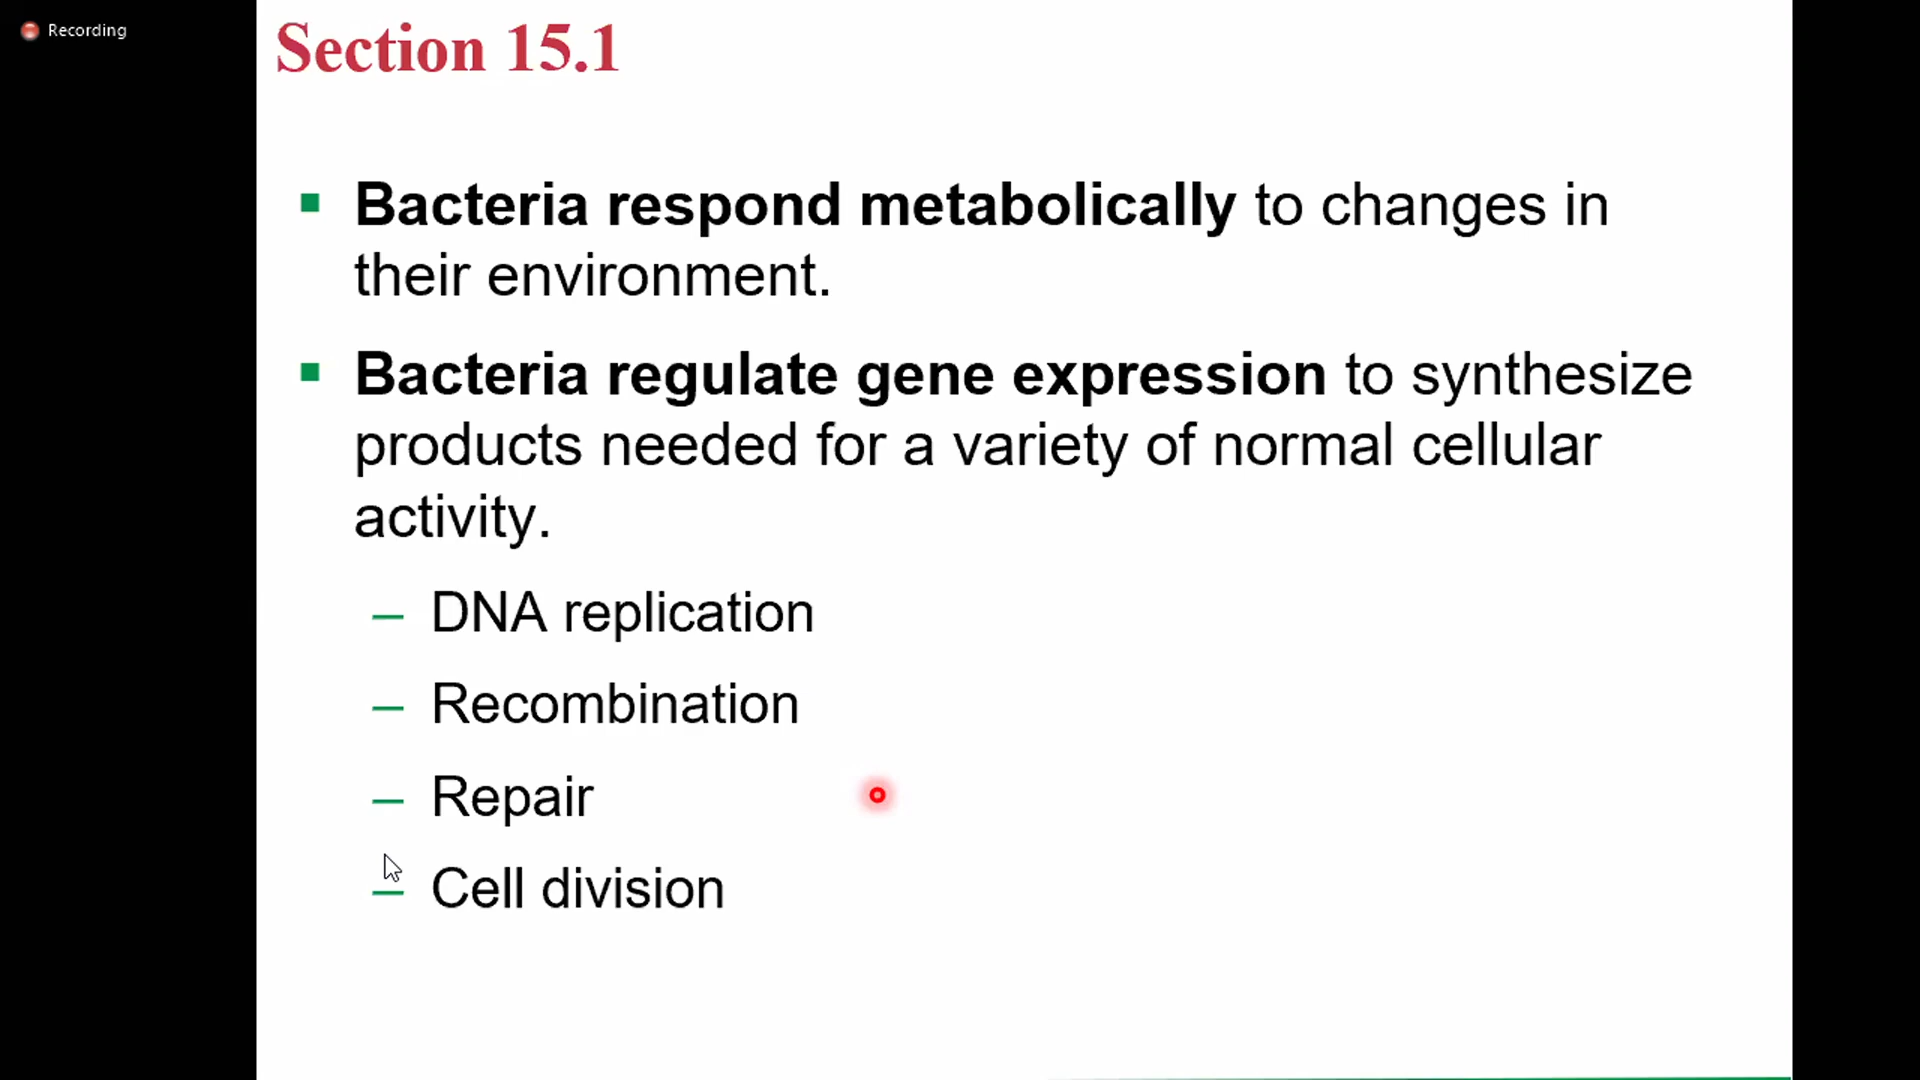 Recording
Section 15.1
▪ Bacteria respond metabolically to changes in
their environment.
▪ Bacteria regulate gene expression to synthesize
products needed for a variety of normal cellular
activity.
– DNA replication
– Recombination
– Repair
– Cell division